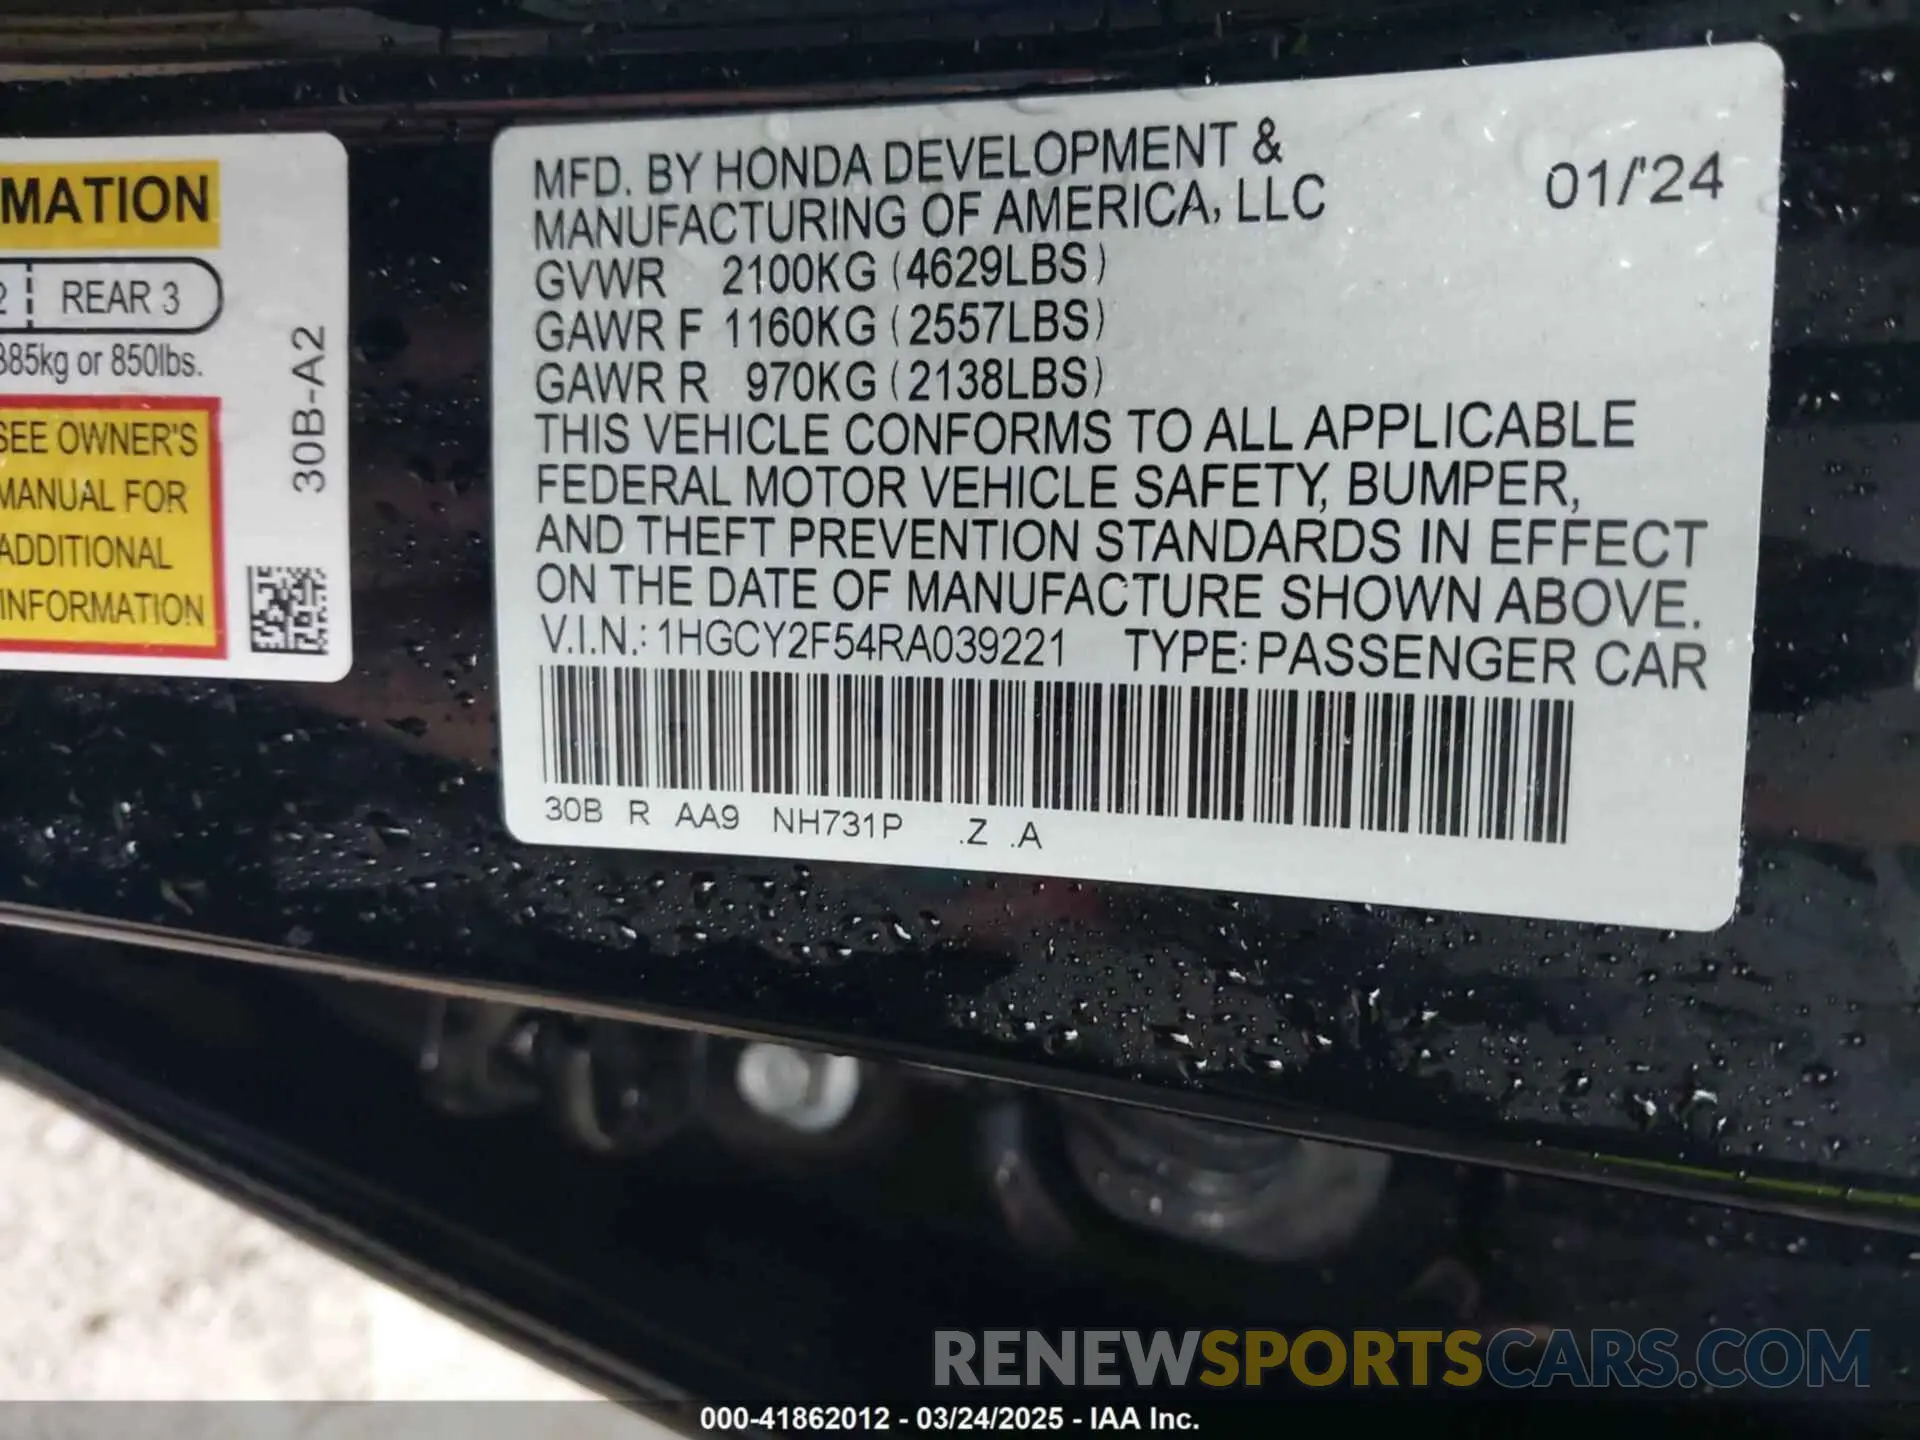 MATION
2 REAR 3
385kg or 850lbs.
SEE OWNER'S
MANUAL FOR
ADDITIONAL
INFORMATION
30B-A2
MFD. BY HONDA DEVELOPMENT &
MANUFACTURING OF AMERICA, LLC
01/'24
GVWR 2100KG (4629LBS)
GAWR F 1160KG (2557LBS)
GAWR R 970KG (2138LBS)
THIS VEHICLE CONFORMS TO ALL APPLICABLE
FEDERAL MOTOR VEHICLE SAFETY, BUMPER,
AND THEFT PREVENTION STANDARDS IN EFFECT
ON THE DATE OF MANUFACTURE SHOWN ABOVE.
V.I.N.: 1HGCY2F54RA039221 TYPE: PASSENGER CAR
30B R AA9 NH731P .Z .A
RENEWSPORTSCARS.COM
000-41862012 - 03/24/2025 - IAA Inc.